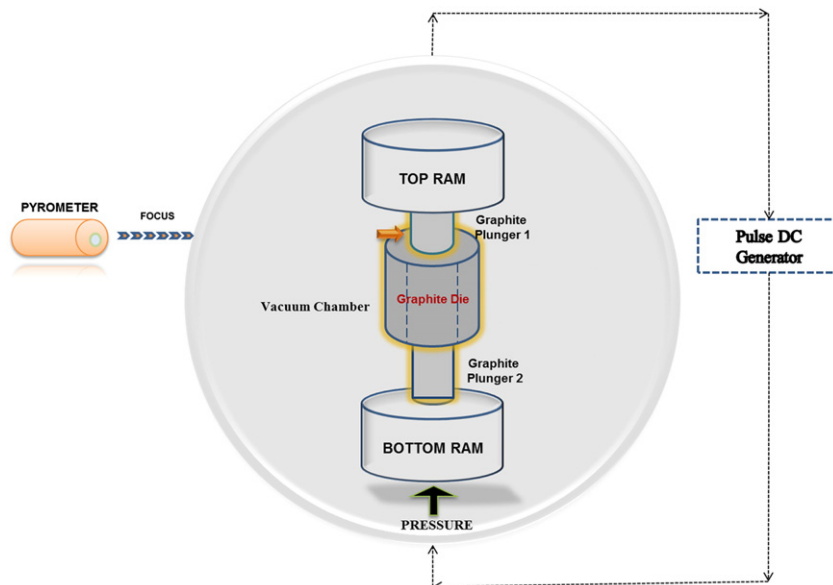 TOP RAM
PYROMETER
FOCUS
Graphite
Plunger 1
Pulse DC
Generator
Graphite Die
Vacuum Chamber
Graphite
Plunger 2
BOTTOM RAM
PRESSURE